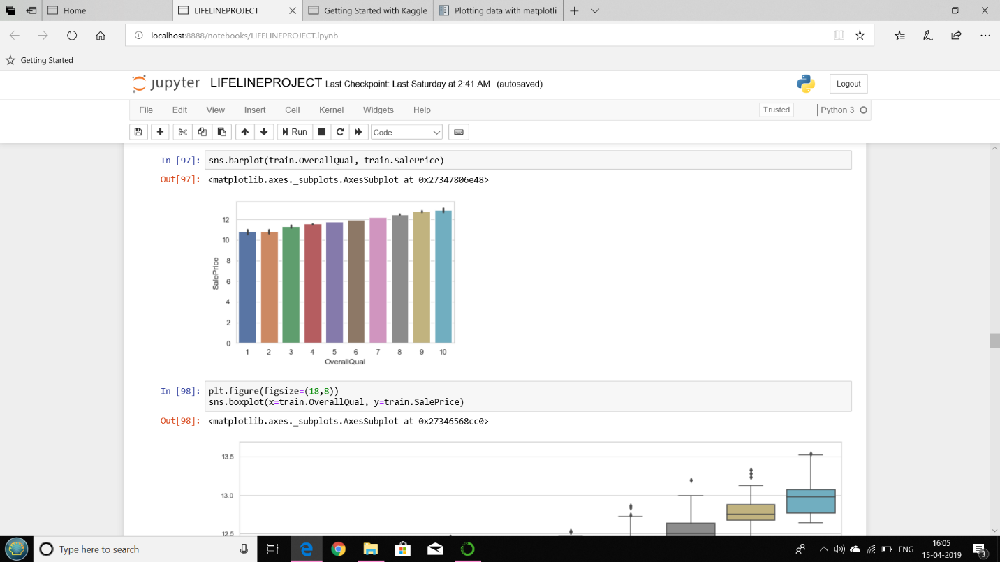 Home
LIFELINEPROJECT
Getting Started with Kaggle
Plotting data with matplotli
localhost:8888/notebooks/LIFELINEPROJECT.ipynb
Getting Started
jupyter LIFELINEPROJECT Last Checkpoint: Last Saturday at 2:41 AM (autosaved)
Logout
File Edit View Insert Cell Kernel Widgets Help
Trusted
Python 3
Run
Code
In [97]: sns.barplot(train.OverallQual, train.SalePrice)
Out[97]: <matplotlib.axes._subplots.AxesSubplot at 0x27347806e48>
12
10
8
6
4
2
0
SalePrice
1 2 3 4 5 6 7 8 9 10
OverallQual
In [98]: plt.figure(figsize=(18,8))
sns.boxplot(x=train.OverallQual, y=train.SalePrice)
Out[98]: <matplotlib.axes._subplots.AxesSubplot at 0x27346568cc0>
13.5
13.0
12.5
Type here to search
ENG
16:05
15-04-2019
3